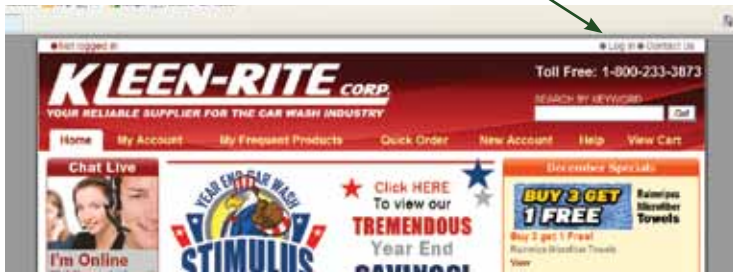 Not logged in
Log in Contact Us
KLEEN-RITE CORP.
YOUR RELIABLE SUPPLIER FOR THE CAR WASH INDUSTRY
Toll Free: 1-800-233-3873
SEARCH BY KEYWORD
Go!
Home My Account My Frequent Products Quick Order New Account Help View Cart
Chat Live
I'm Online
YEAR END CAR WASH
STIMULUS
Click HERE
To view our
TREMENDOUS
Year End
SAVINGS!
December Specials
BUY 3 GET
1 FREE
Rainripas
Microfiber
Towels
Buy 3 get 1 Free!
Microfiber Towels
View